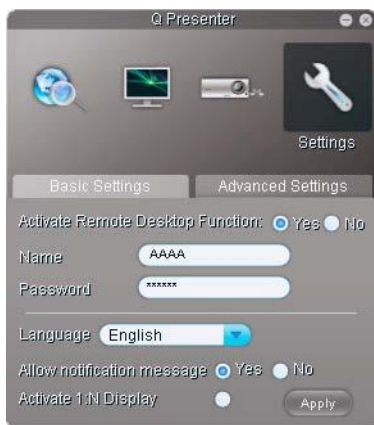 Q Presenter
Settings
Basic Settings Advanced Settings
Activate Remote Desktop Function: Yes No
Name AAAA
Password ******
Language English
Allow notification message Yes No
Activate 1:N Display Apply